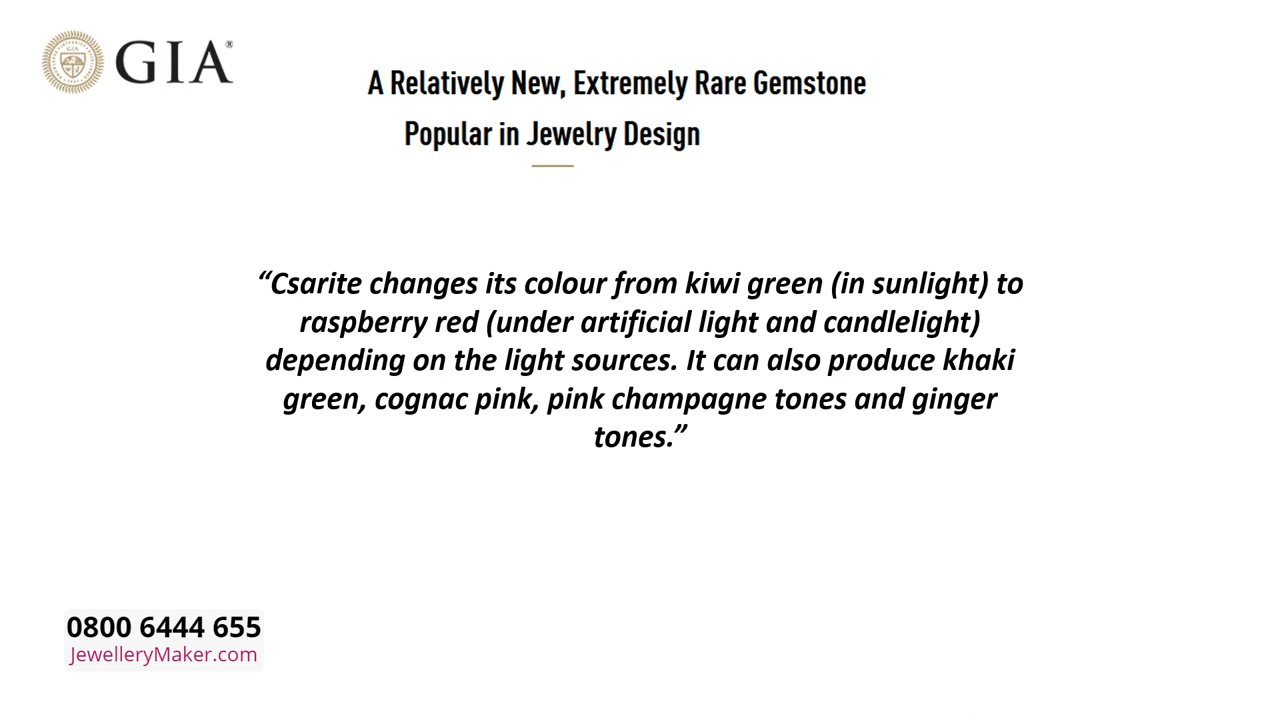 GIA®
A Relatively New, Extremely Rare Gemstone
Popular in Jewelry Design
“Csarite changes its colour from kiwi green (in sunlight) to
raspberry red (under artificial light and candlelight)
depending on the light sources. It can also produce khaki
green, cognac pink, pink champagne tones and ginger
tones.”
0800 6444 655
JewelleryMaker.com